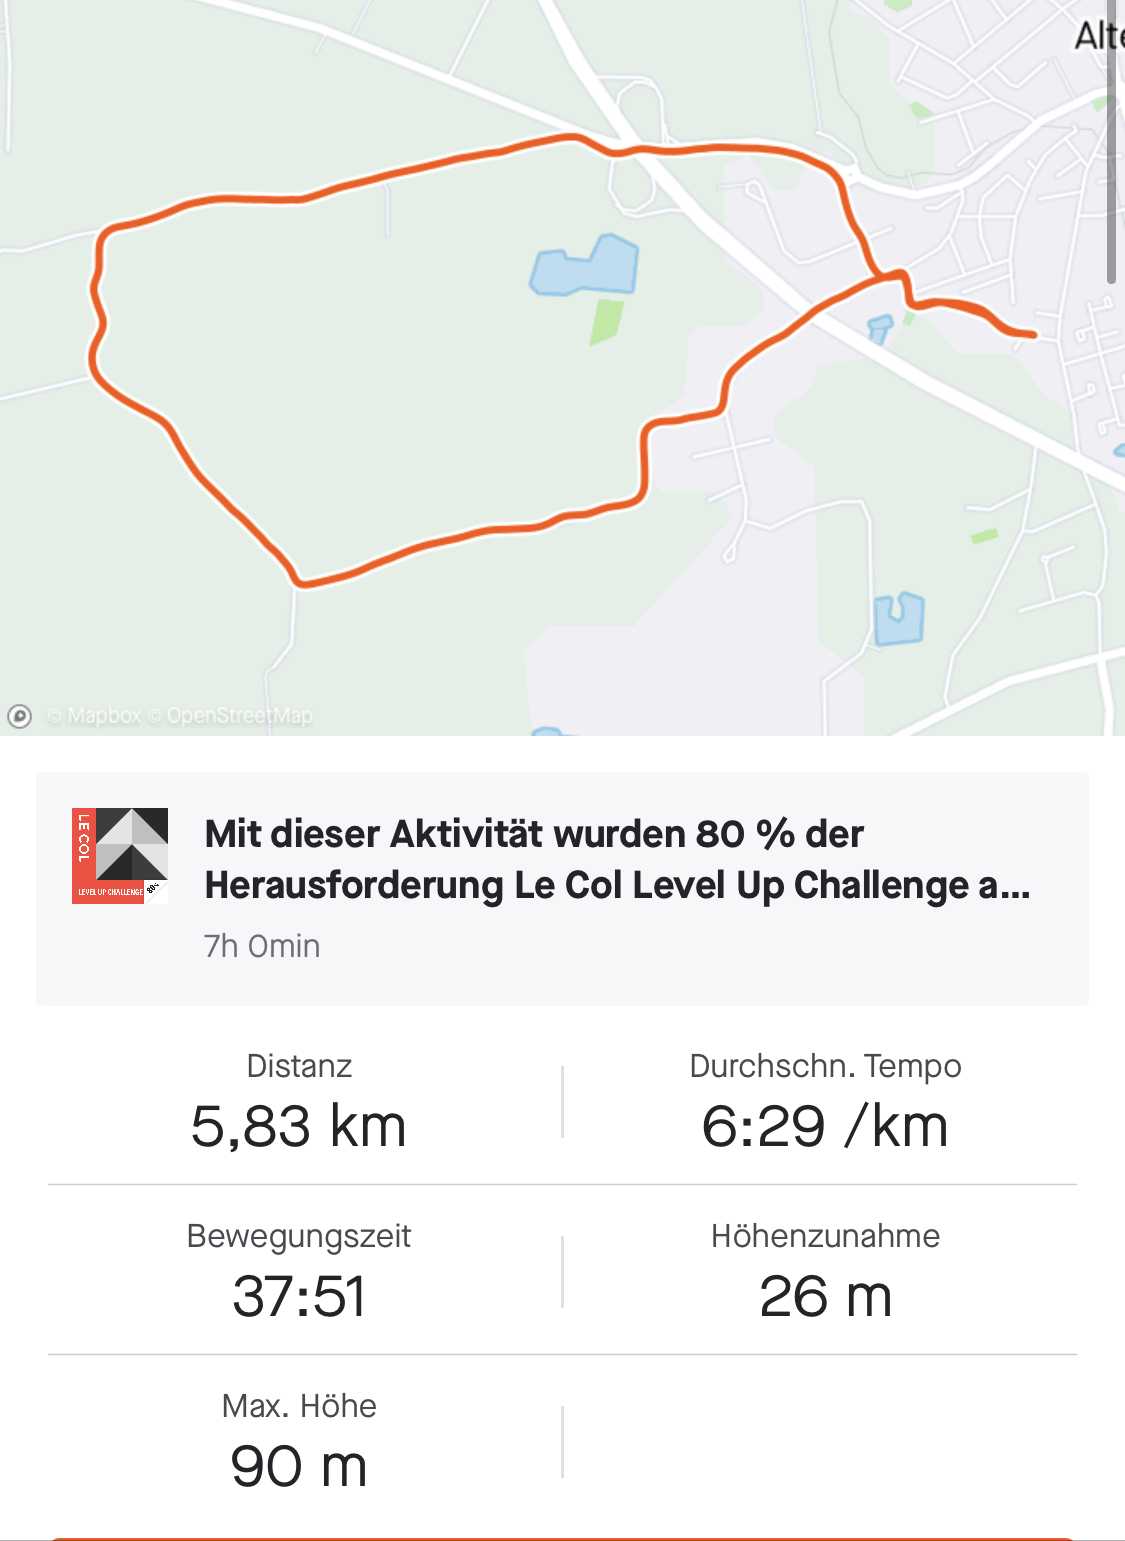 Alte
© Mapbox © OpenStreetMap
LE COL
LEVEL UP CHALLENGE
Mit dieser Aktivität wurden 80 % der
Herausforderung Le Col Level Up Challenge a...
7h 0min
Distanz
Durchschn. Tempo
5,83 km
6:29 /km
Bewegungszeit
Höhenzunahme
37:51
26 m
Max. Höhe
90 m